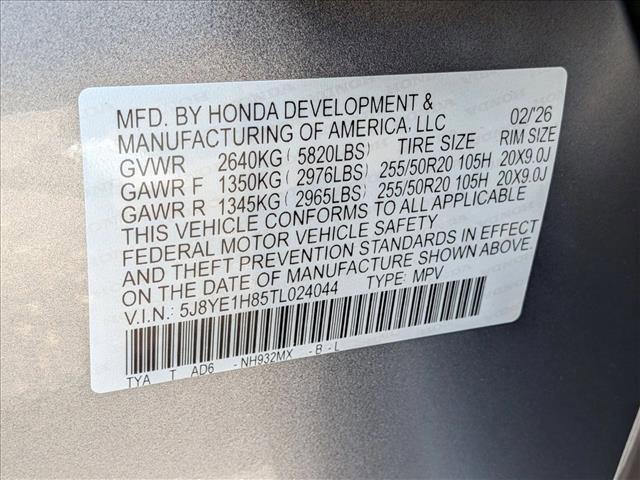 MFD. BY HONDA DEVELOPMENT &
MANUFACTURING OF AMERICA, LLC 02/'26
GVWR 2640KG ( 5820LBS) TIRE SIZE RIM SIZE
GAWR F 1350KG ( 2976LBS) 255/50R20 105H 20X9.0J
GAWR R 1345KG ( 2965LBS) 255/50R20 105H 20X9.0J
THIS VEHICLE CONFORMS TO ALL APPLICABLE
FEDERAL MOTOR VEHICLE SAFETY
AND THEFT PREVENTION STANDARDS IN EFFECT
ON THE DATE OF MANUFACTURE SHOWN ABOVE.
V.I.N.: 5J8YE1H85TL024044 TYPE: MPV
TYA T AD6 -NH932MX -B-L